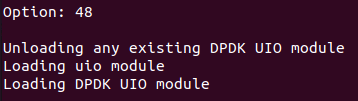 Option: 48
Unloading any existing DPDK UIO module
Loading uio module
Loading DPDK UIO module